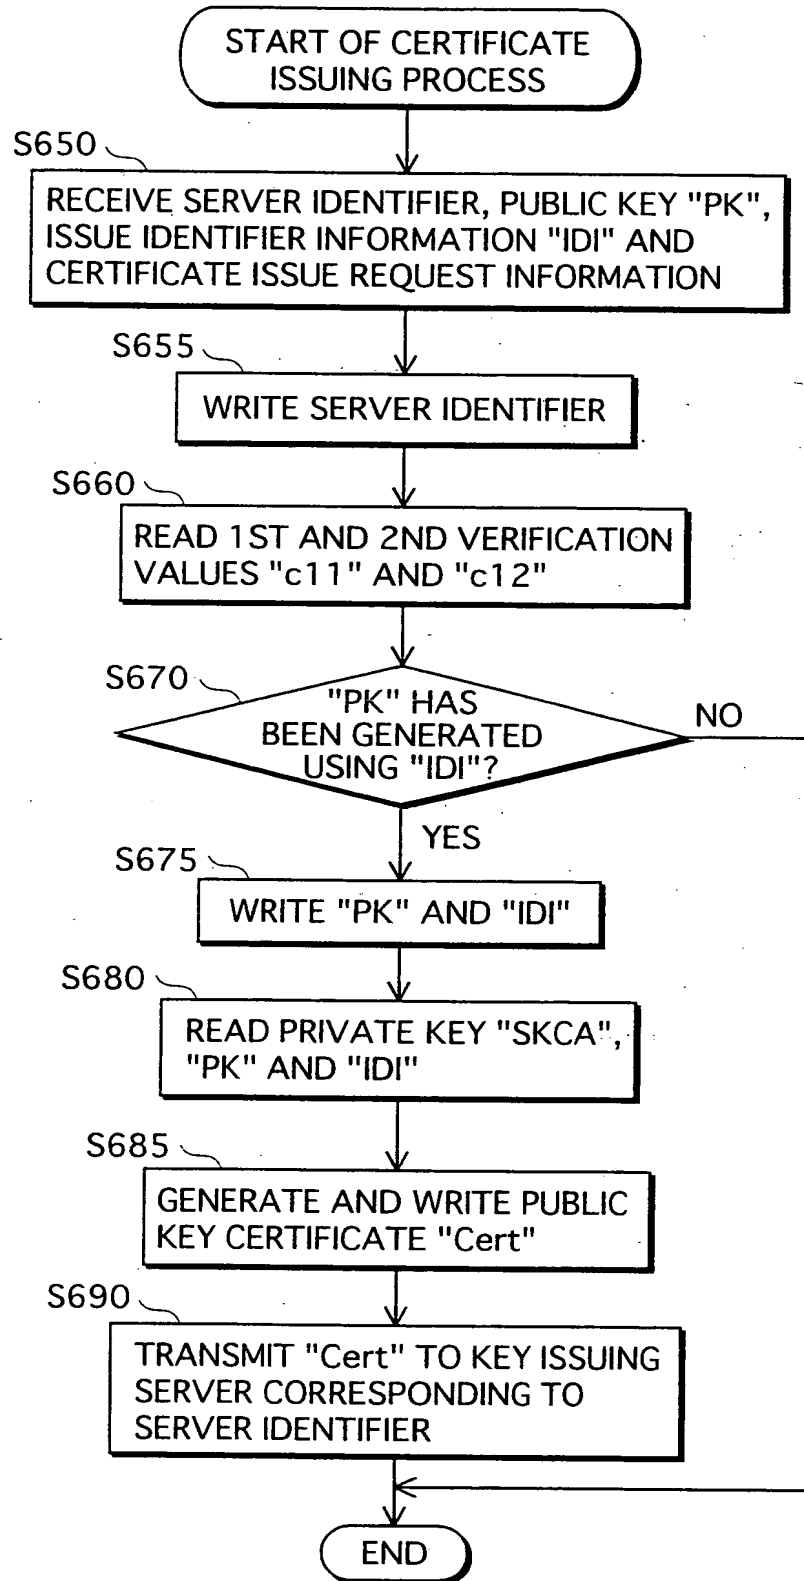 START OF CERTIFICATE
ISSUING PROCESS
S650
RECEIVE SERVER IDENTIFIER, PUBLIC KEY "PK",
ISSUE IDENTIFIER INFORMATION "IDI" AND
CERTIFICATE ISSUE REQUEST INFORMATION
S655
WRITE SERVER IDENTIFIER
S660
READ 1ST AND 2ND VERIFICATION
VALUES "c11" AND "c12"
S670
"PK" HAS
BEEN GENERATED
USING "IDI"?
NO
YES
S675
WRITE "PK" AND "IDI"
S680
READ PRIVATE KEY "SKCA",
"PK" AND "IDI"
S685
GENERATE AND WRITE PUBLIC
KEY CERTIFICATE "Cert"
S690
TRANSMIT "Cert" TO KEY ISSUING
SERVER CORRESPONDING TO
SERVER IDENTIFIER
END